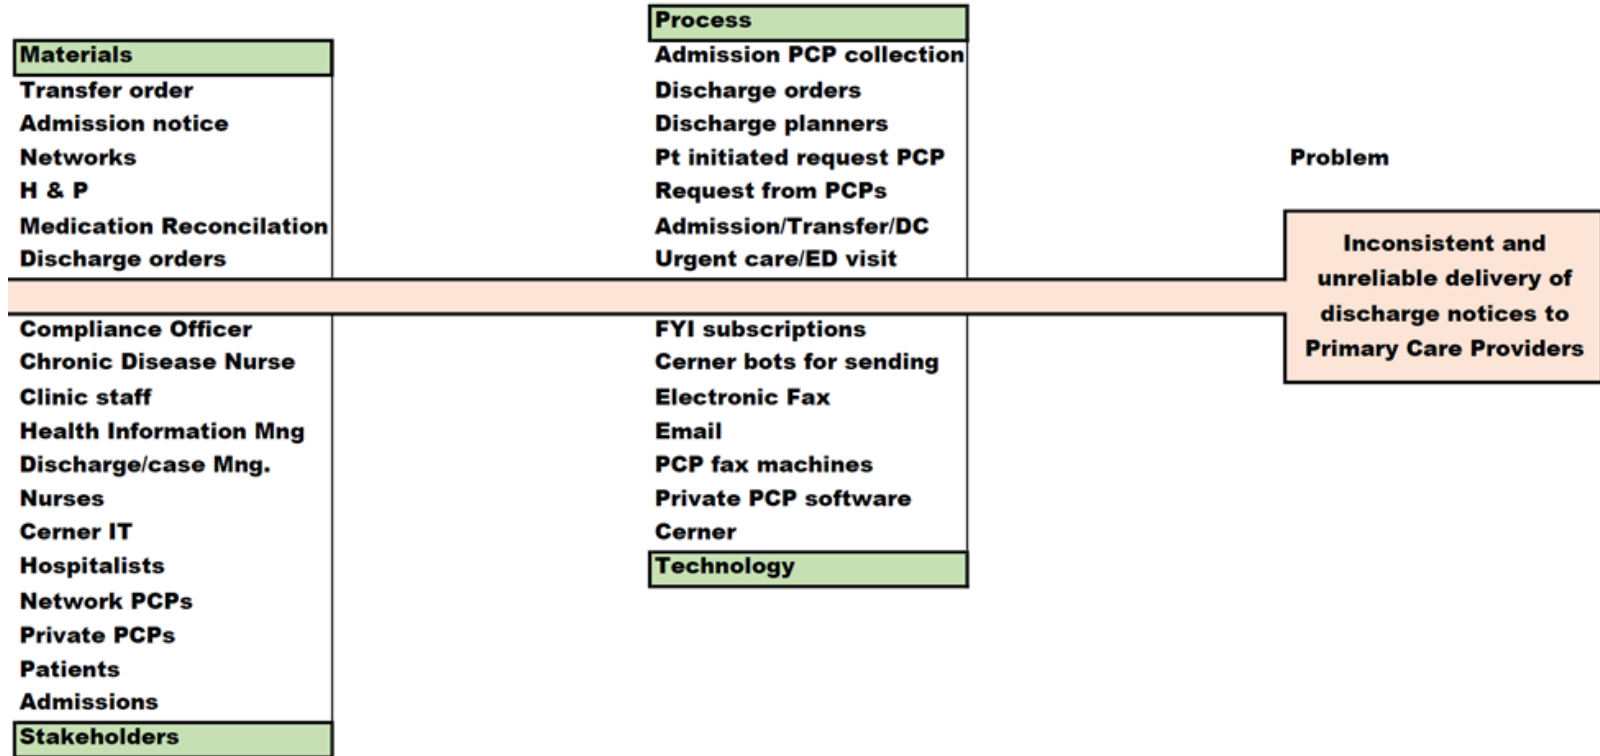 Materials
Transfer order
Admission notice
Networks
H & P
Medication Reconcilation
Discharge orders
Process
Admission PCP collection
Discharge orders
Discharge planners
Pt initiated request PCP
Request from PCPs
Admission/Transfer/DC
Urgent care/ED visit
Problem
Inconsistent and
unreliable delivery of
discharge notices to
Primary Care Providers
Compliance Officer
Chronic Disease Nurse
Clinic staff
Health Information Mng
Discharge/case Mng.
Nurses
Cerner IT
Hospitalists
Network PCPs
Private PCPs
Patients
Admissions
Stakeholders
FYI subscriptions
Cerner bots for sending
Electronic Fax
Email
PCP fax machines
Private PCP software
Cerner
Technology